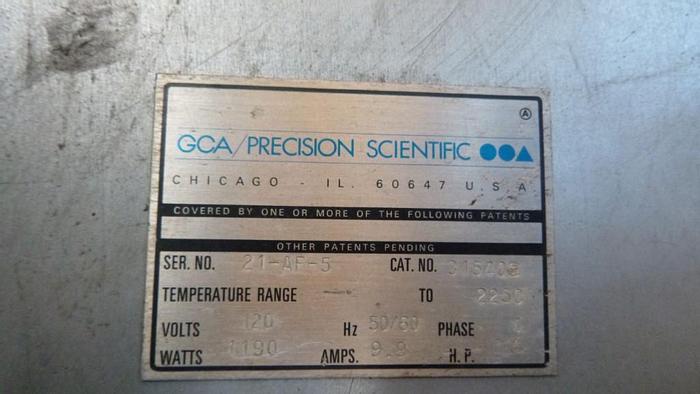 Ⓐ
GCA/PRECISION SCIENTIFIC
CHICAGO - IL. 60647 U.S.A
COVERED BY ONE OR MORE OF THE FOLLOWING PATENTS
OTHER PATENTS PENDING
SER. NO. 21-AF-5 CAT. NO.
TEMPERATURE RANGE - TO 225C
VOLTS 120 Hz 50/60 PHASE
WATTS 1190 AMPS. 9.9 H.P.